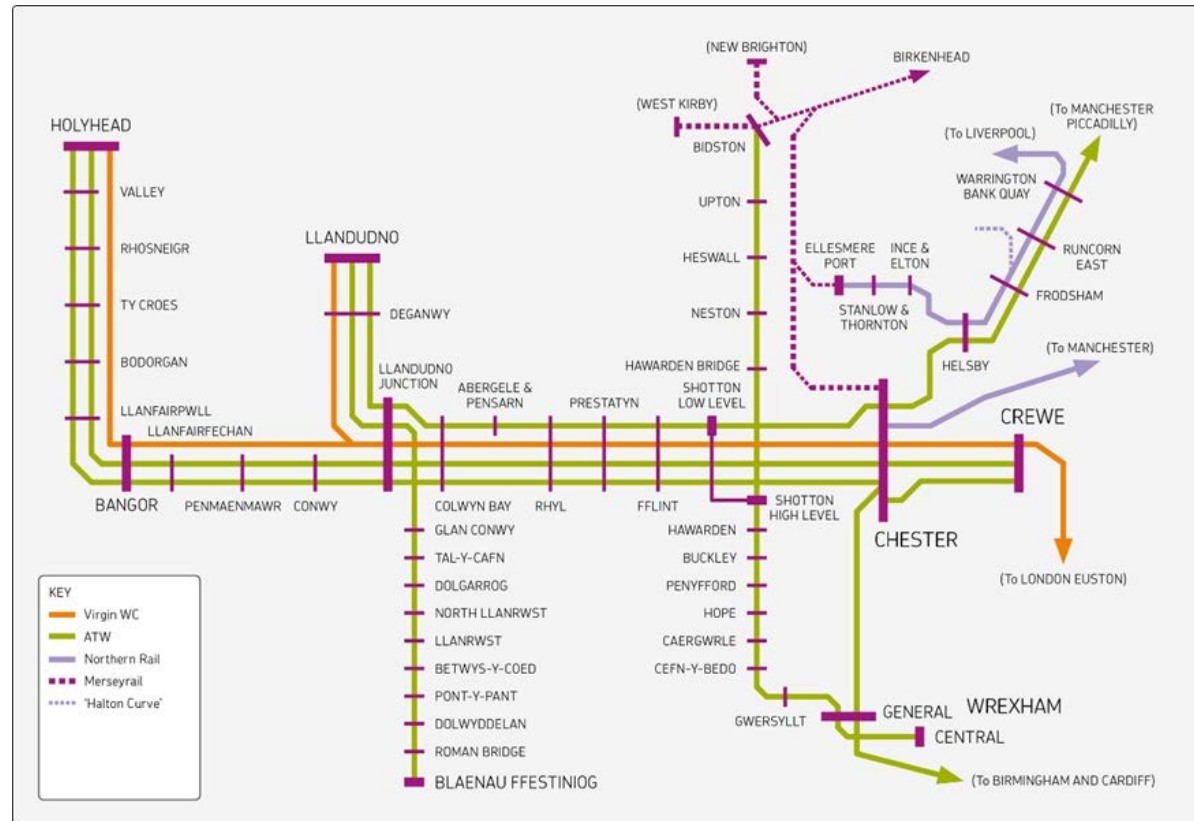 (NEW BRIGHTON)
BIRKENHEAD
(WEST KIRBY)
BIDSTON
(To MANCHESTER
PICCADILLY)
(To LIVERPOOL)
HOLYHEAD
WARRINGTON
BANK QUAY
VALLEY
UPTON
RHOSNEIGR
LLANDUDNO
HESWALL
ELLESMERE
PORT
INCE &
ELTON
RUNCORN
EAST
TY CROES
DEGANWY
NESTON
STANLOW &
THORNTON
FRODSHAM
BODORGAN
LLANDUDNO
JUNCTION
ABERGELE &
PENSARN
PRESTATYN
HAWARDEN BRIDGE
SHOTTON
LOW LEVEL
HELSBY
(To MANCHESTER)
LLANFAIRPWLL
LLANFAIRFECHAN
CREWE
BANGOR
PENMAENMAWR
CONWY
COLWYN BAY
RHYL
FFLINT
SHOTTON
HIGH LEVEL
CHESTER
(To LONDON EUSTON)
GLAN CONWY
TAL-Y-CAFN
DOLGARROG
NORTH LLANRWST
LLANRWST
BETWYS-Y-COED
PONT-Y-PANT
DOLWYDDELAN
ROMAN BRIDGE
BLAENAU FFESTINIOG
HAWARDEN
BUCKLEY
PENYFFORD
HOPE
CAERGWRLE
CEFN-Y-BEDO
GWERSYLLT
GENERAL
WREXHAM
CENTRAL
(To BIRMINGHAM AND CARDIFF)
KEY
Virgin WC
ATW
Northern Rail
Merseyrail
'Halton Curve'